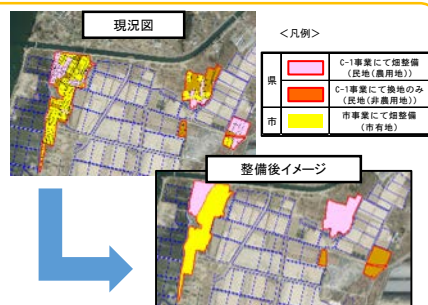 現況図
＜凡例＞
県
C-1事業にて畑整備
（民地（農用地））
C-1事業にて換地のみ
（民地（非農用地））
市
市事業にて畑整備
（市有地）
整備後イメージ